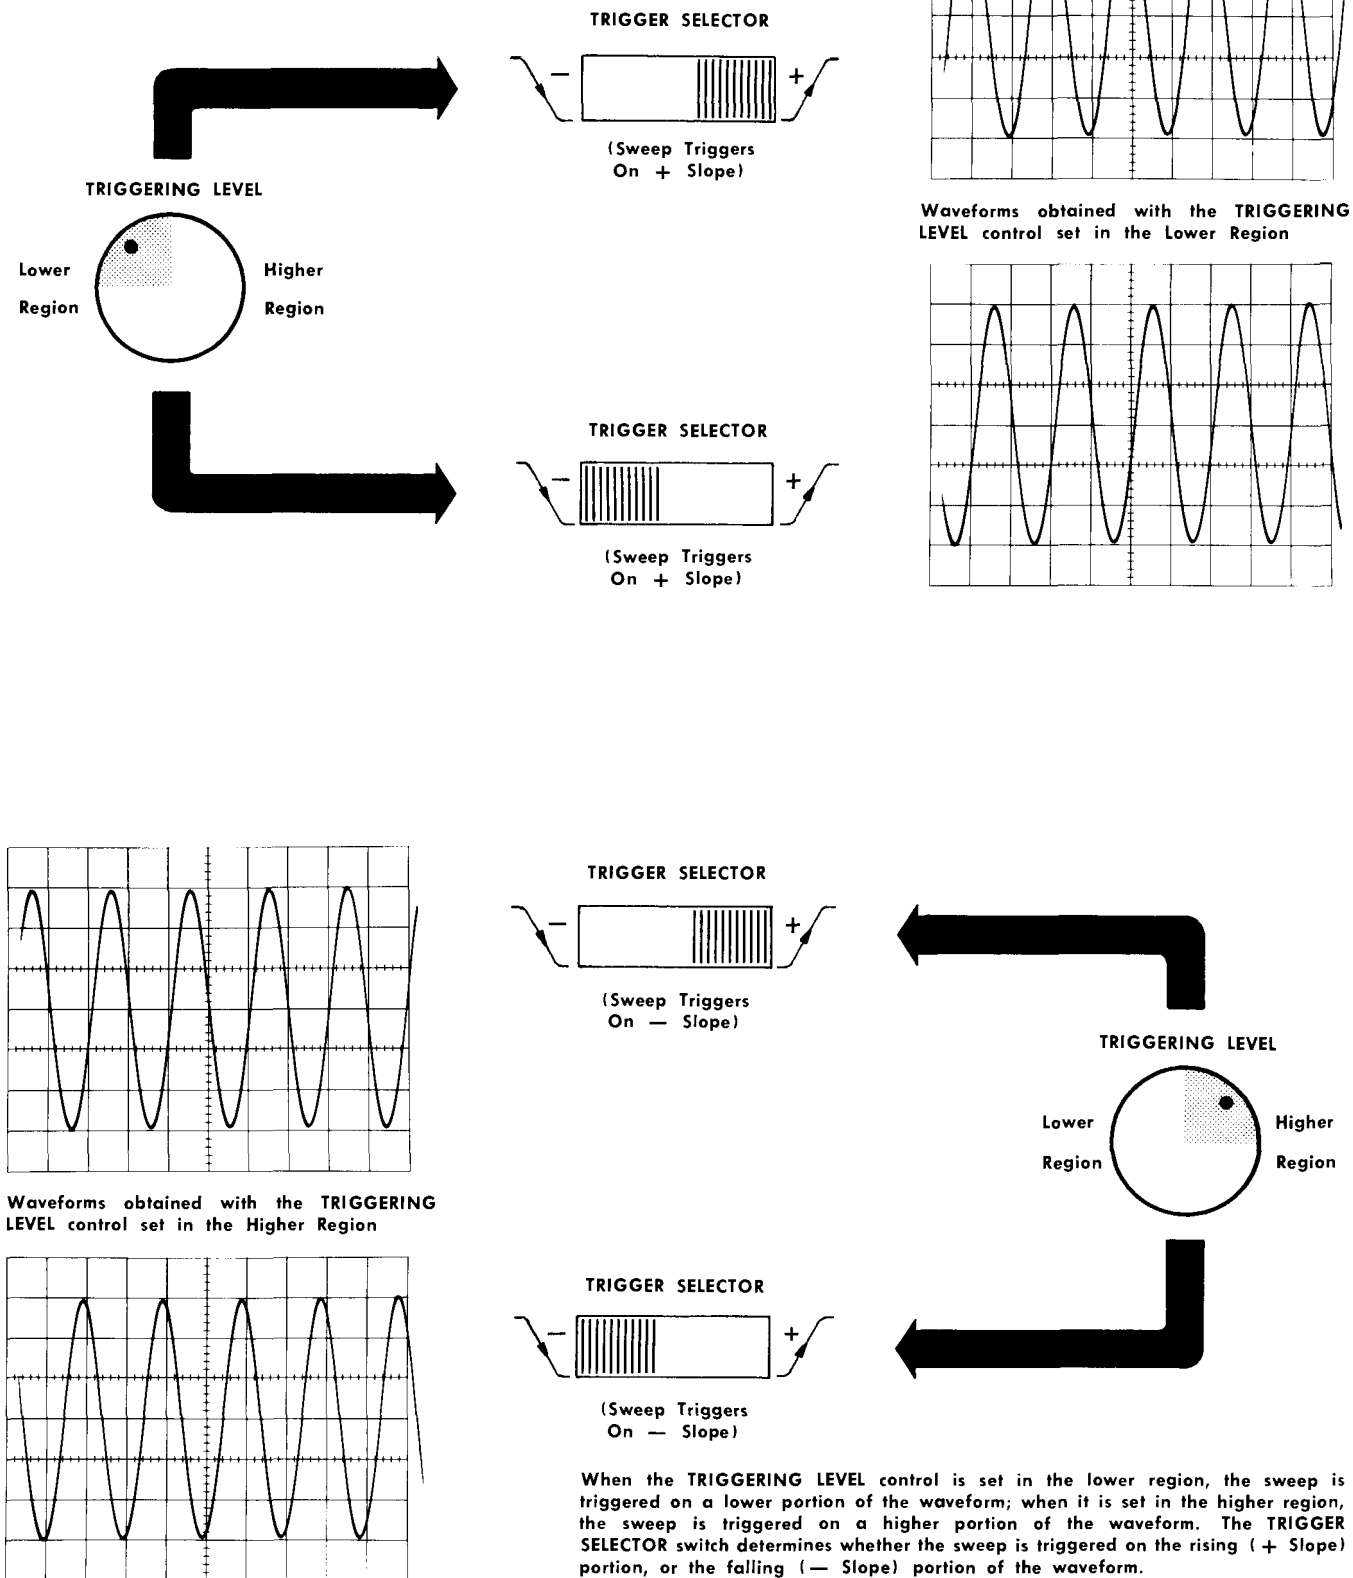 TRIGGER SELECTOR
− +
(Sweep Triggers
On + Slope)
TRIGGERING LEVEL
Lower
Region
Higher
Region
Waveforms obtained with the TRIGGERING
LEVEL control set in the Lower Region
TRIGGER SELECTOR
− +
(Sweep Triggers
On + Slope)
TRIGGER SELECTOR
− +
(Sweep Triggers
On — Slope)
TRIGGERING LEVEL
Lower
Region
Higher
Region
Waveforms obtained with the TRIGGERING
LEVEL control set in the Higher Region
TRIGGER SELECTOR
− +
(Sweep Triggers
On — Slope)
When the TRIGGERING LEVEL control is set in the lower region, the sweep is
triggered on a lower portion of the waveform; when it is set in the higher region,
the sweep is triggered on a higher portion of the waveform. The TRIGGER
SELECTOR switch determines whether the sweep is triggered on the rising (+ Slope)
portion, or the falling (— Slope) portion of the waveform.